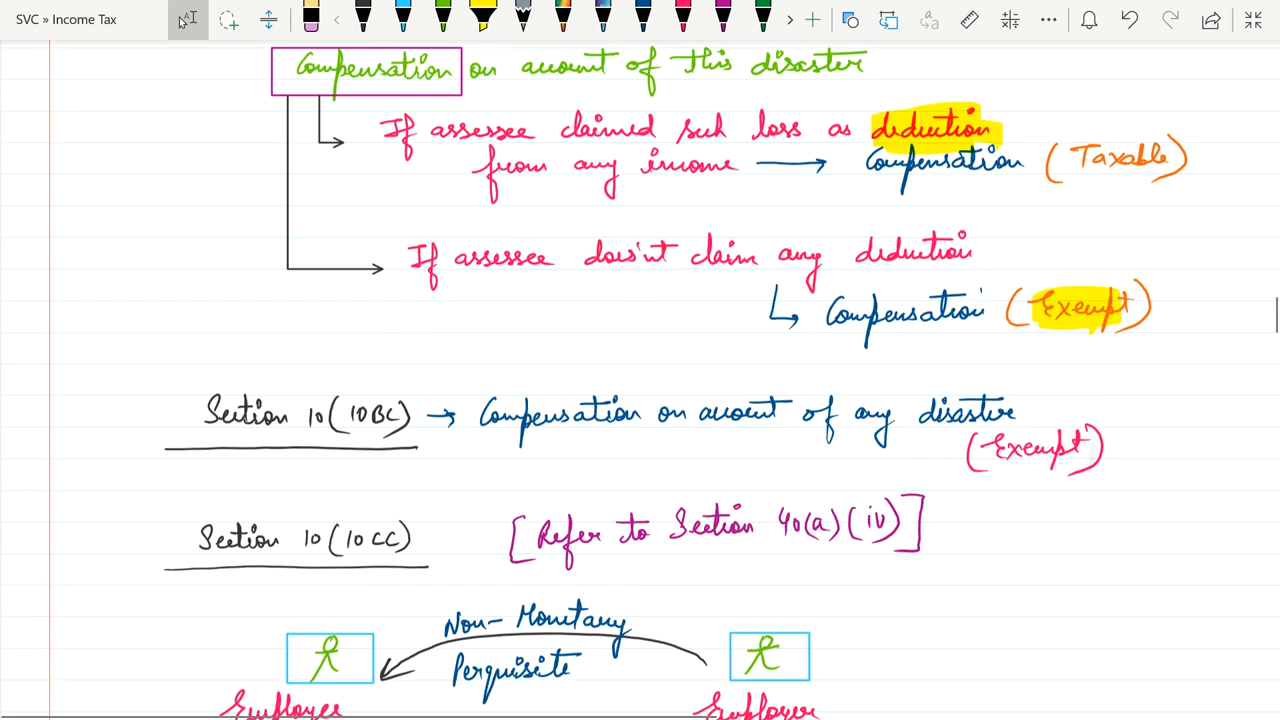 SVC » Income Tax
Compensation on account of this disaster
If assessee claimed such loss as deduction
from any income → Compensation (Taxable)
If assessee does'nt claim any deduction
↳ Compensation (Exempt)
Section 10(10BC) → Compensation on account of any disaster
(Exempt)
Section 10(10CC) [Refer to Section 40(a)(iv)]
Non-Monetary
Perquisite
Employee Employer